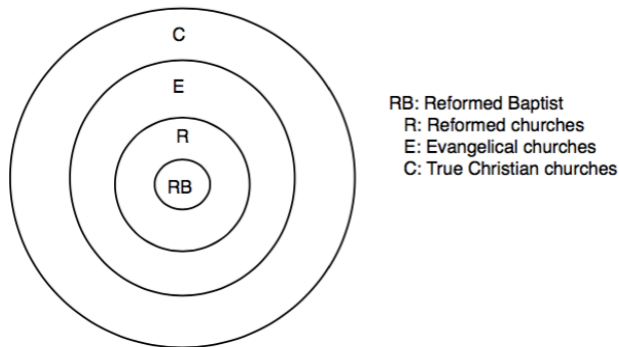 C
E
R
RB
RB: Reformed Baptist
R: Reformed churches
E: Evangelical churches
C: True Christian churches